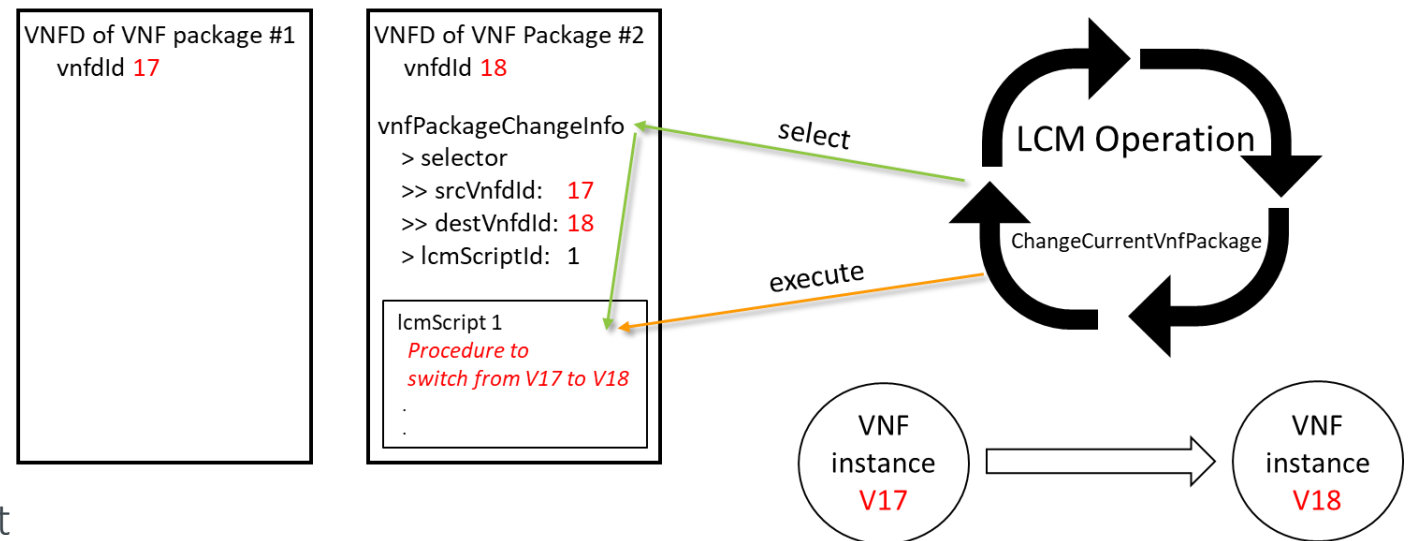 VNFD of VNF package #1
vnfdId 17
VNFD of VNF Package #2
vnfdId 18
vnfPackageChangeInfo
> selector
>> srcVnfdId: 17
>> destVnfdId: 18
> lcmScriptId: 1
lcmScript 1
Procedure to
switch from V17 to V18
.
.
select
execute
LCM Operation
ChangeCurrentVnfPackage
VNF
instance
V17
VNF
instance
V18
t